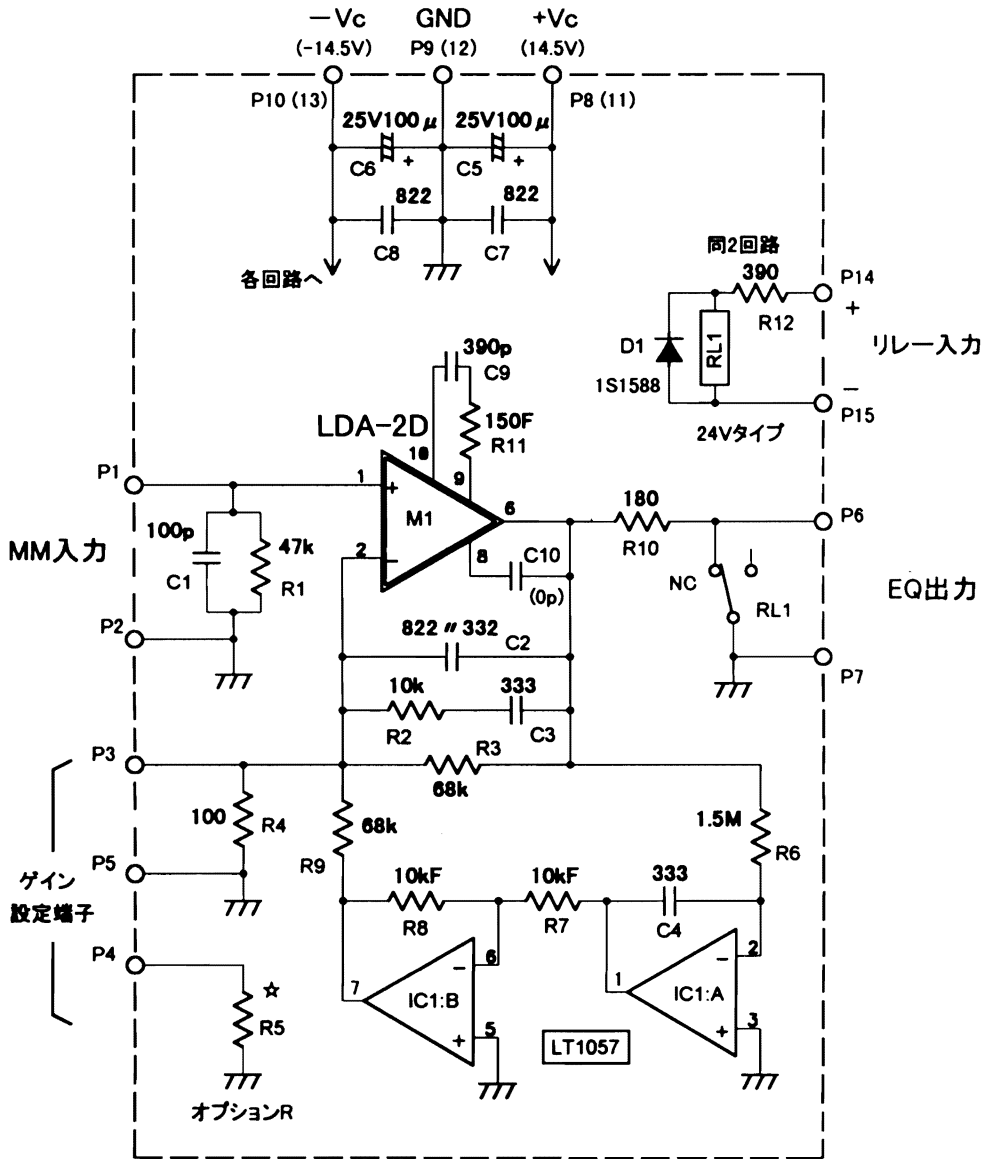 −Vc GND +Vc
(-14.5V) P9 (12) (14.5V)
P10 (13) P8 (11)
25V100μ 25V100μ
C6 + C5 +
822 822
C8 C7
各回路へ
同2回路
390 P14
R12 +
D1 RL1 リレー入力
1S1588 −
P15
24Vタイプ
390p
C9
LDA-2D 150F
10 R11
9
P1 1 + 6 180 P6
M1 R10
100p 47k 2 − 8 C10
MM入力 C1 R1 (0p) NC RL1 EQ出力
P2 822〃332 C2 P7
10k 333
R2 C3
P3 R3
68k
100 R4 68k 1.5M
R9 R6
P5 10kF 10kF 333
ゲイン R8 R7 C4
設定端子
P4 6 − 1 − 2
7 IC1:B IC1:A
☆ + 5 + 3
R5 LT1057
オプションR